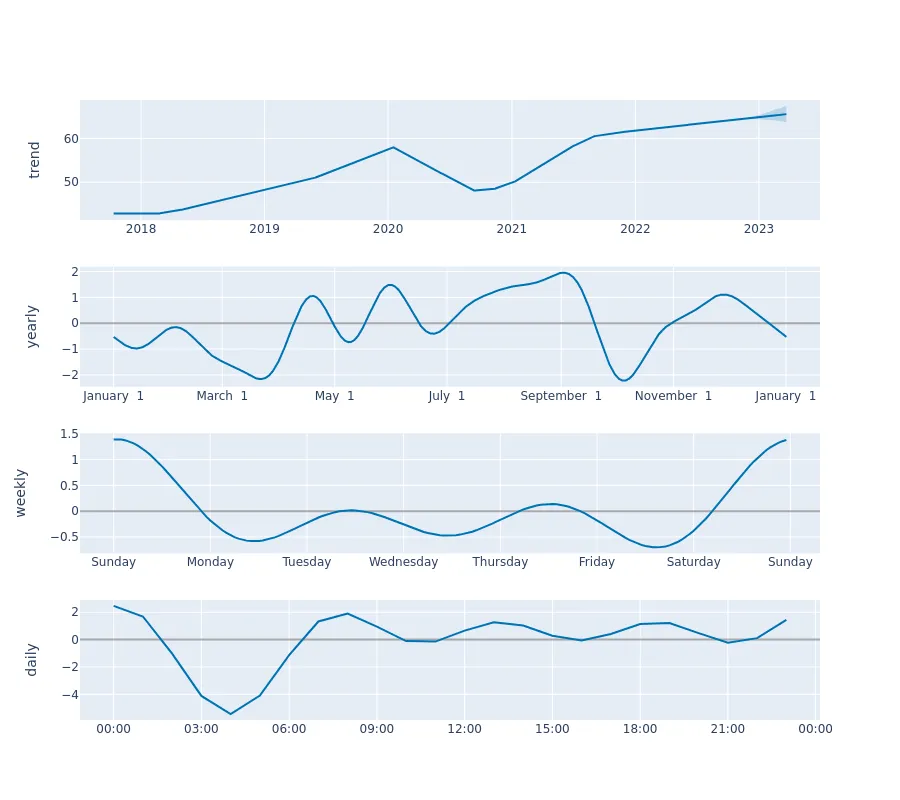 trend
60
50
2018 2019 2020 2021 2022 2023
yearly
2
1
0
−1
−2
January 1 March 1 May 1 July 1 September 1 November 1 January 1
weekly
1.5
1
0.5
0
−0.5
Sunday Monday Tuesday Wednesday Thursday Friday Saturday Sunday
daily
2
0
−2
−4
00:00 03:00 06:00 09:00 12:00 15:00 18:00 21:00 00:00